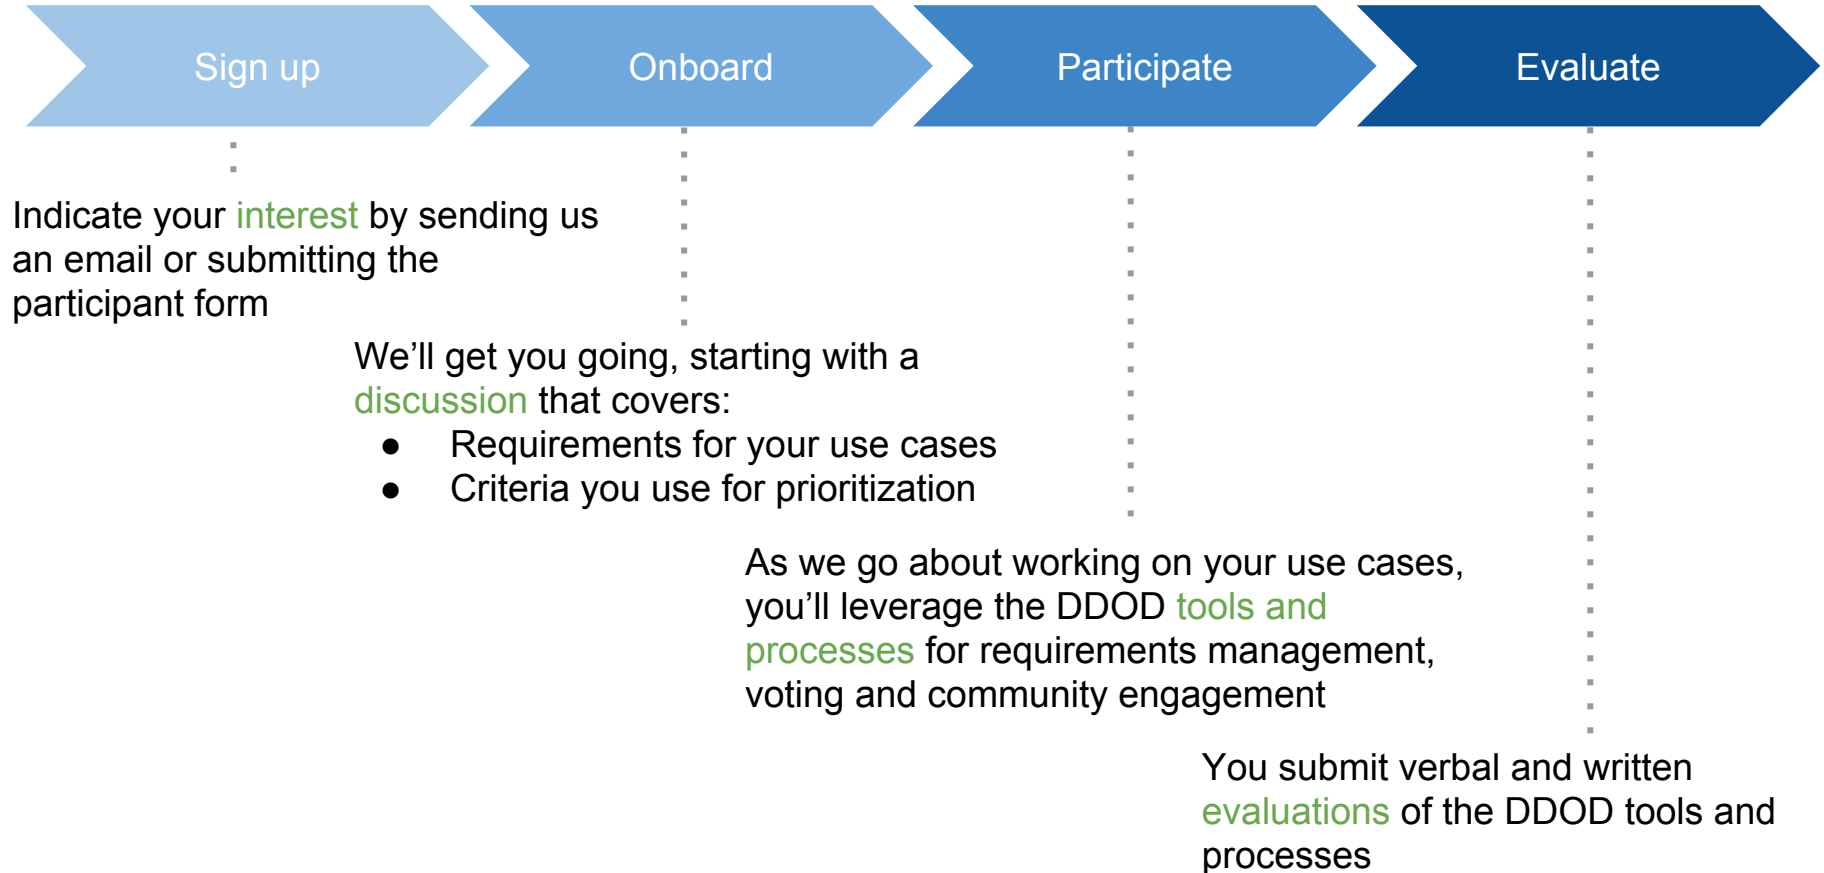 Sign up
Onboard
Participate
Evaluate
Indicate your interest by sending us
an email or submitting the
participant form
We’ll get you going, starting with a
discussion that covers:
● Requirements for your use cases
● Criteria you use for prioritization
As we go about working on your use cases,
you’ll leverage the DDOD tools and
processes for requirements management,
voting and community engagement
You submit verbal and written
evaluations of the DDOD tools and
processes